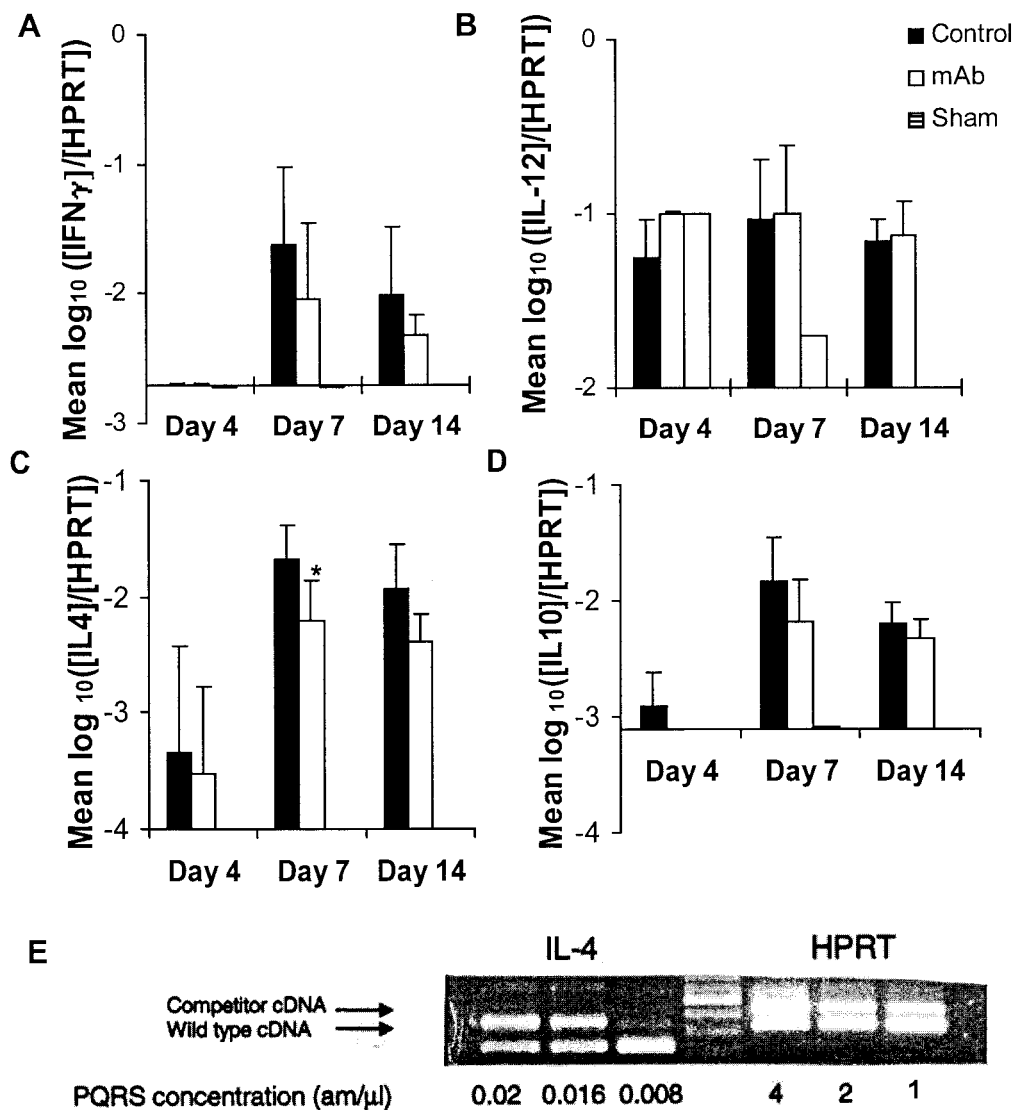 A
Mean log10 ([IFNγ]/[HPRT])
0
-1
-2
-3
Day 4 Day 7 Day 14
B
Mean log10 ([IL-12]/[HPRT])
0
-1
-2
Day 4 Day 7 Day 14
Control
mAb
Sham
C
Mean log 10([IL4]/[HPRT])
-1
-2
-3
-4
*
Day 4 Day 7 Day 14
D
Mean log 10([IL10]/[HPRT])
-1
-2
-3
-4
Day 4 Day 7 Day 14
E
IL-4 HPRT
Competitor cDNA
Wild type cDNA
PQRS concentration (am/µl) 0.02 0.016 0.008 4 2 1